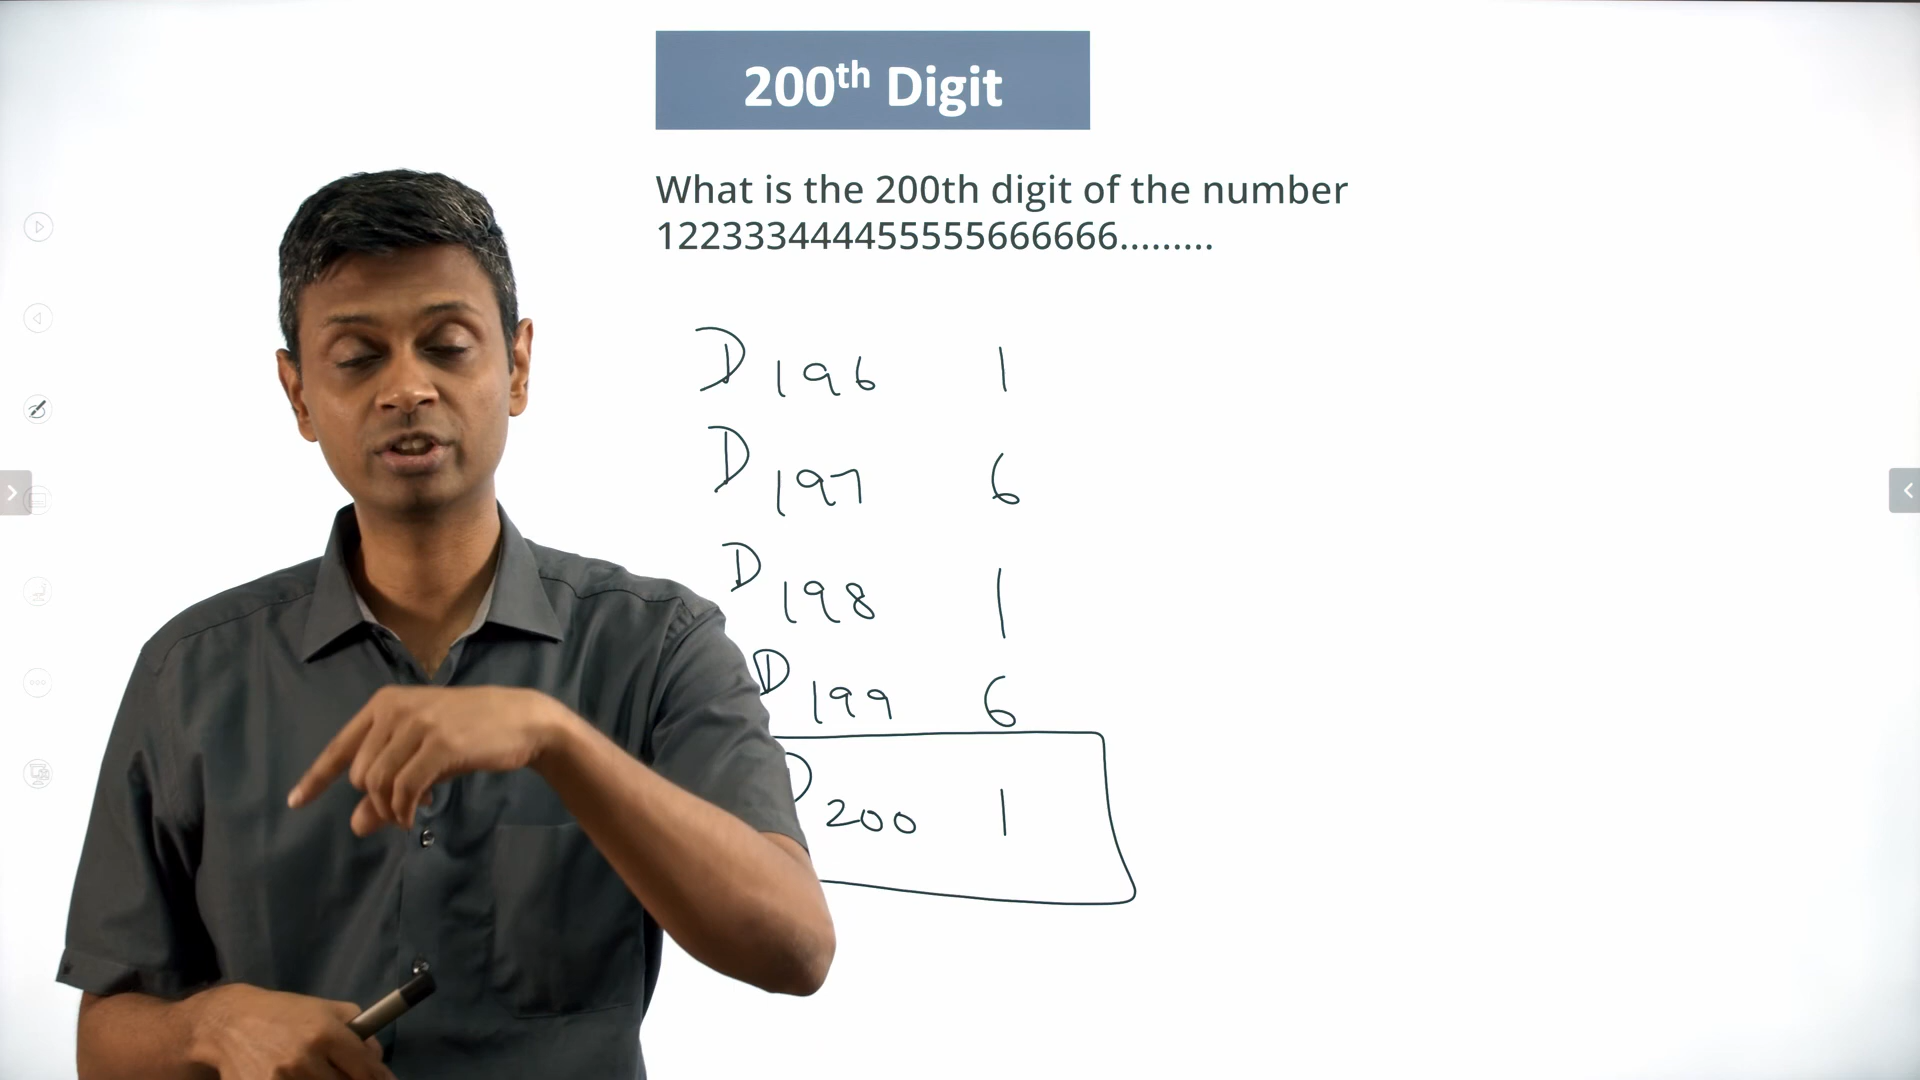 200th Digit
What is the 200th digit of the number
122333444455555666666.........
D196 1
D197 6
D198 1
D199 6
D200 1